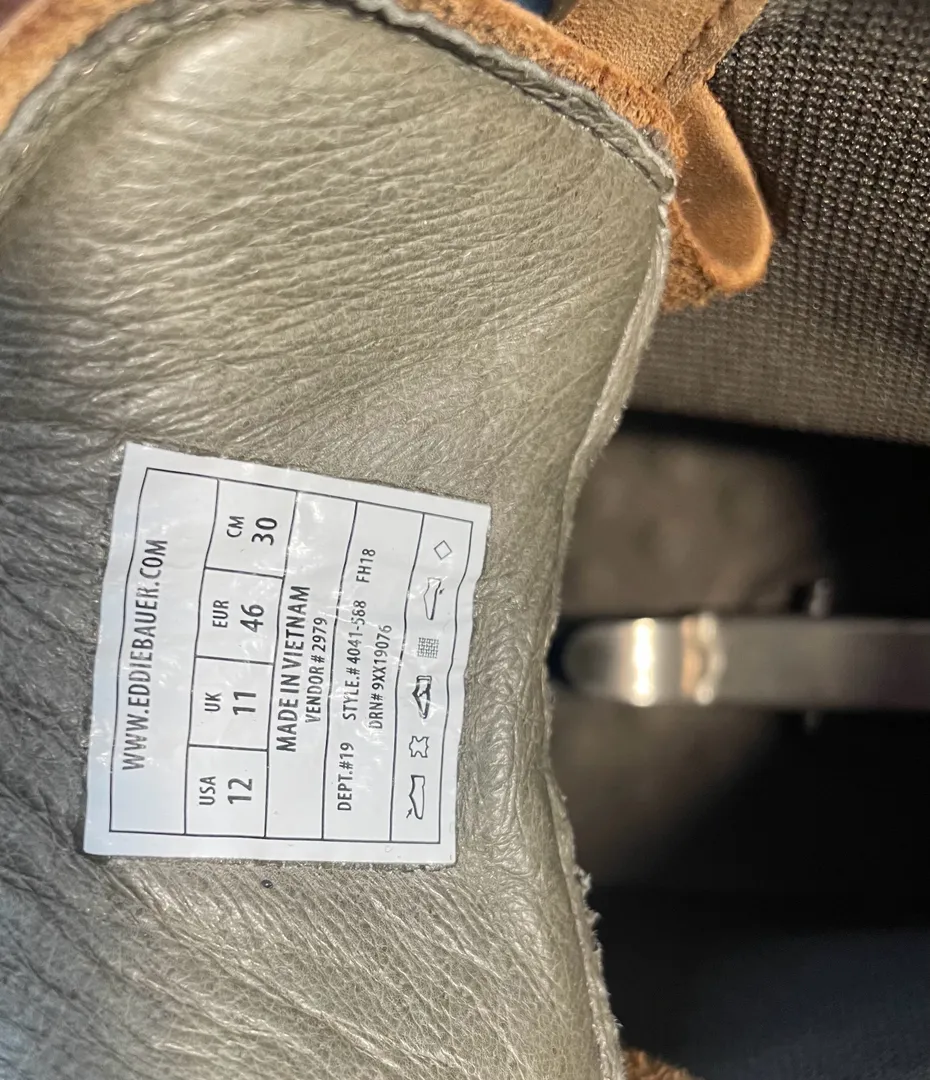 WWW.EDDIEBAUER.COM
USA UK EUR CM
12 11 46 30
MADE IN VIETNAM
VENDOR# 2979
DEPT.#19 STYLE.# 4041-588 FH18
DRN# 9XX19076